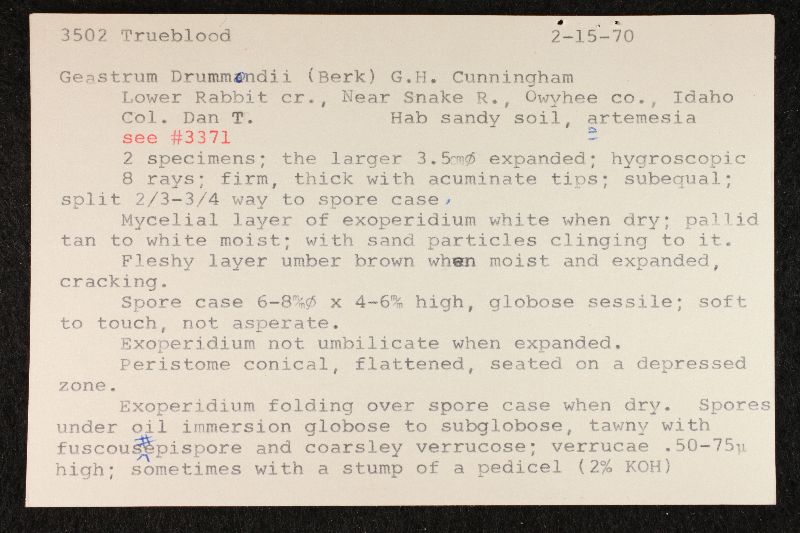 3502 Trueblood 2-15-70
Geastrum Drummondii (Berk) G.H. Cunningham
Lower Rabbit cr., Near Snake R., Owyhee co., Idaho
Col. Dan T. Hab sandy soil, artemesia
see #3371
2 specimens; the larger 3.5cmø expanded; hygroscopic
8 rays; firm, thick with acuminate tips; subequal;
split 2/3-3/4 way to spore case,
Mycelial layer of exoperidium white when dry; pallid
tan to white moist; with sand particles clinging to it.
Fleshy layer umber brown when moist and expanded,
cracking.
Spore case 6-8mmø x 4-6mm high, globose sessile; soft
to touch, not asperate.
Exoperidium not umbilicate when expanded.
Peristome conical, flattened, seated on a depressed
zone.
Exoperidium folding over spore case when dry. Spores
under oil immersion globose to subglobose, tawny with
fuscous#epispore and coarsley verrucose; verrucae .50-75µ
high; sometimes with a stump of a pedicel (2% KOH)